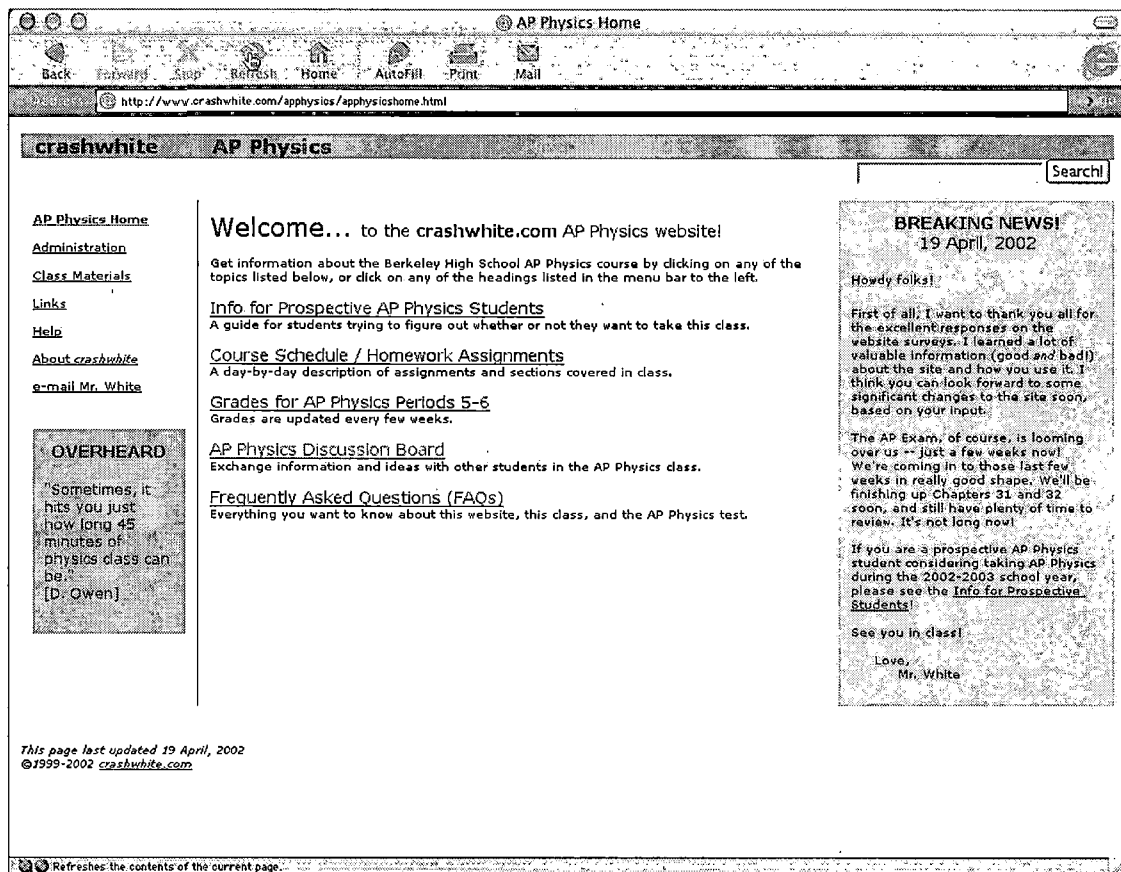 AP Physics Home
Back Forward Stop Refresh Home AutoFill Print Mail
http://www.crashwhite.com/apphysics/apphysicshome.html
crashwhite AP Physics
Search!
AP Physics Home
Administration
Class Materials
Links
Help
About crashwhite
e-mail Mr. White
OVERHEARD
"Sometimes, it
hits you just
how long 45
minutes of
physics class can
be."
[D. Owen]
Welcome... to the crashwhite.com AP Physics website!
Get information about the Berkeley High School AP Physics course by clicking on any of the
topics listed below, or click on any of the headings listed in the menu bar to the left.
Info for Prospective AP Physics Students
A guide for students trying to figure out whether or not they want to take this class.
Course Schedule / Homework Assignments
A day-by-day description of assignments and sections covered in class.
Grades for AP Physics Periods 5-6
Grades are updated every few weeks.
AP Physics Discussion Board
Exchange information and ideas with other students in the AP Physics class.
Frequently Asked Questions (FAQs)
Everything you want to know about this website, this class, and the AP Physics test.
BREAKING NEWS!
19 April, 2002
Howdy folks!
First of all, I want to thank you all for
the excellent responses on the
website surveys. I learned a lot of
valuable information (good and bad!)
about the site and how you use it. I
think you can look forward to some
significant changes to the site soon,
based on your input.
The AP Exam, of course, is looming
over us -- just a few weeks now!
We're coming in to those last few
weeks in really good shape. We'll be
finishing up Chapters 31 and 32
soon, and still have plenty of time to
review. It's not long now!
If you are a prospective AP Physics
student considering taking AP Physics
during the 2002-2003 school year,
please see the Info for Prospective
Students!
See you in class!
Love,
Mr. White
This page last updated 19 April, 2002
©1999-2002 crashwhite.com
Refreshes the contents of the current page.